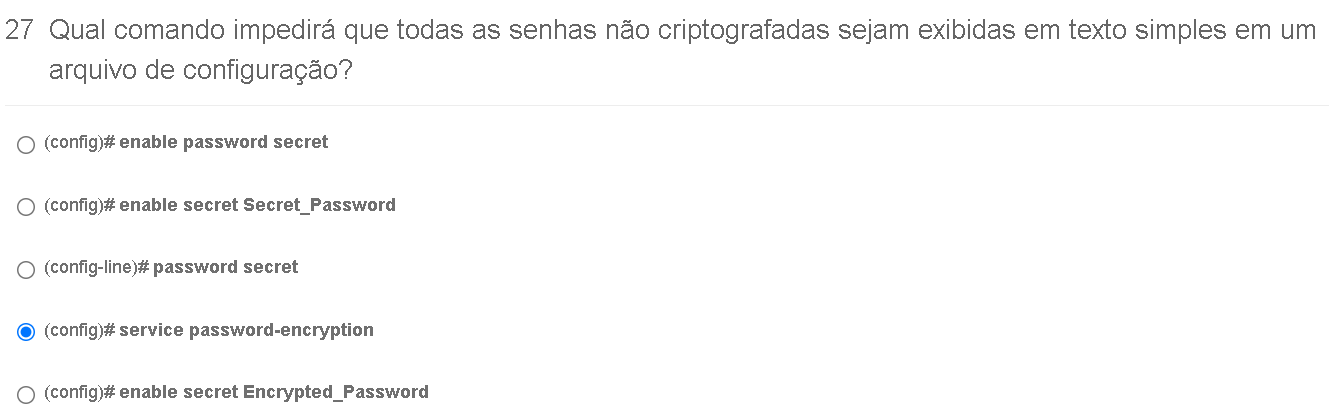 27 Qual comando impedirá que todas as senhas não criptografadas sejam exibidas em texto simples em um
arquivo de configuração?
(config)# enable password secret
(config)# enable secret Secret_Password
(config-line)# password secret
(config)# service password-encryption
(config)# enable secret Encrypted_Password